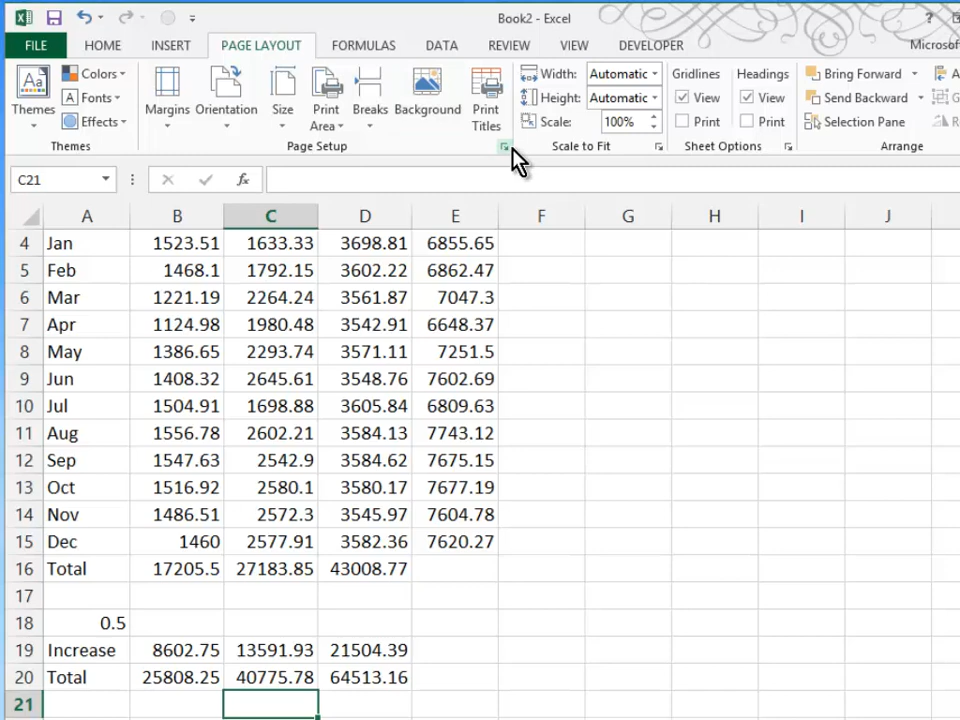 Book2 - Excel ?
FILE HOME INSERT PAGE LAYOUT FORMULAS DATA REVIEW VIEW DEVELOPER Microsof
Colors Width: Automatic Gridlines Headings Bring Forward A
Fonts Height: Automatic View View Send Backward G
Themes Effects Margins Orientation Size Print Area Breaks Background Print Titles Scale: 100% Print Print Selection Pane R
Themes Page Setup Scale to Fit Sheet Options Arrange
C21 fx
A B C D E F G H I J
4 Jan 1523.51 1633.33 3698.81 6855.65
5 Feb 1468.1 1792.15 3602.22 6862.47
6 Mar 1221.19 2264.24 3561.87 7047.3
7 Apr 1124.98 1980.48 3542.91 6648.37
8 May 1386.65 2293.74 3571.11 7251.5
9 Jun 1408.32 2645.61 3548.76 7602.69
10 Jul 1504.91 1698.88 3605.84 6809.63
11 Aug 1556.78 2602.21 3584.13 7743.12
12 Sep 1547.63 2542.9 3584.62 7675.15
13 Oct 1516.92 2580.1 3580.17 7677.19
14 Nov 1486.51 2572.3 3545.97 7604.78
15 Dec 1460 2577.91 3582.36 7620.27
16 Total 17205.5 27183.85 43008.77
17
18 0.5
19 Increase 8602.75 13591.93 21504.39
20 Total 25808.25 40775.78 64513.16
21